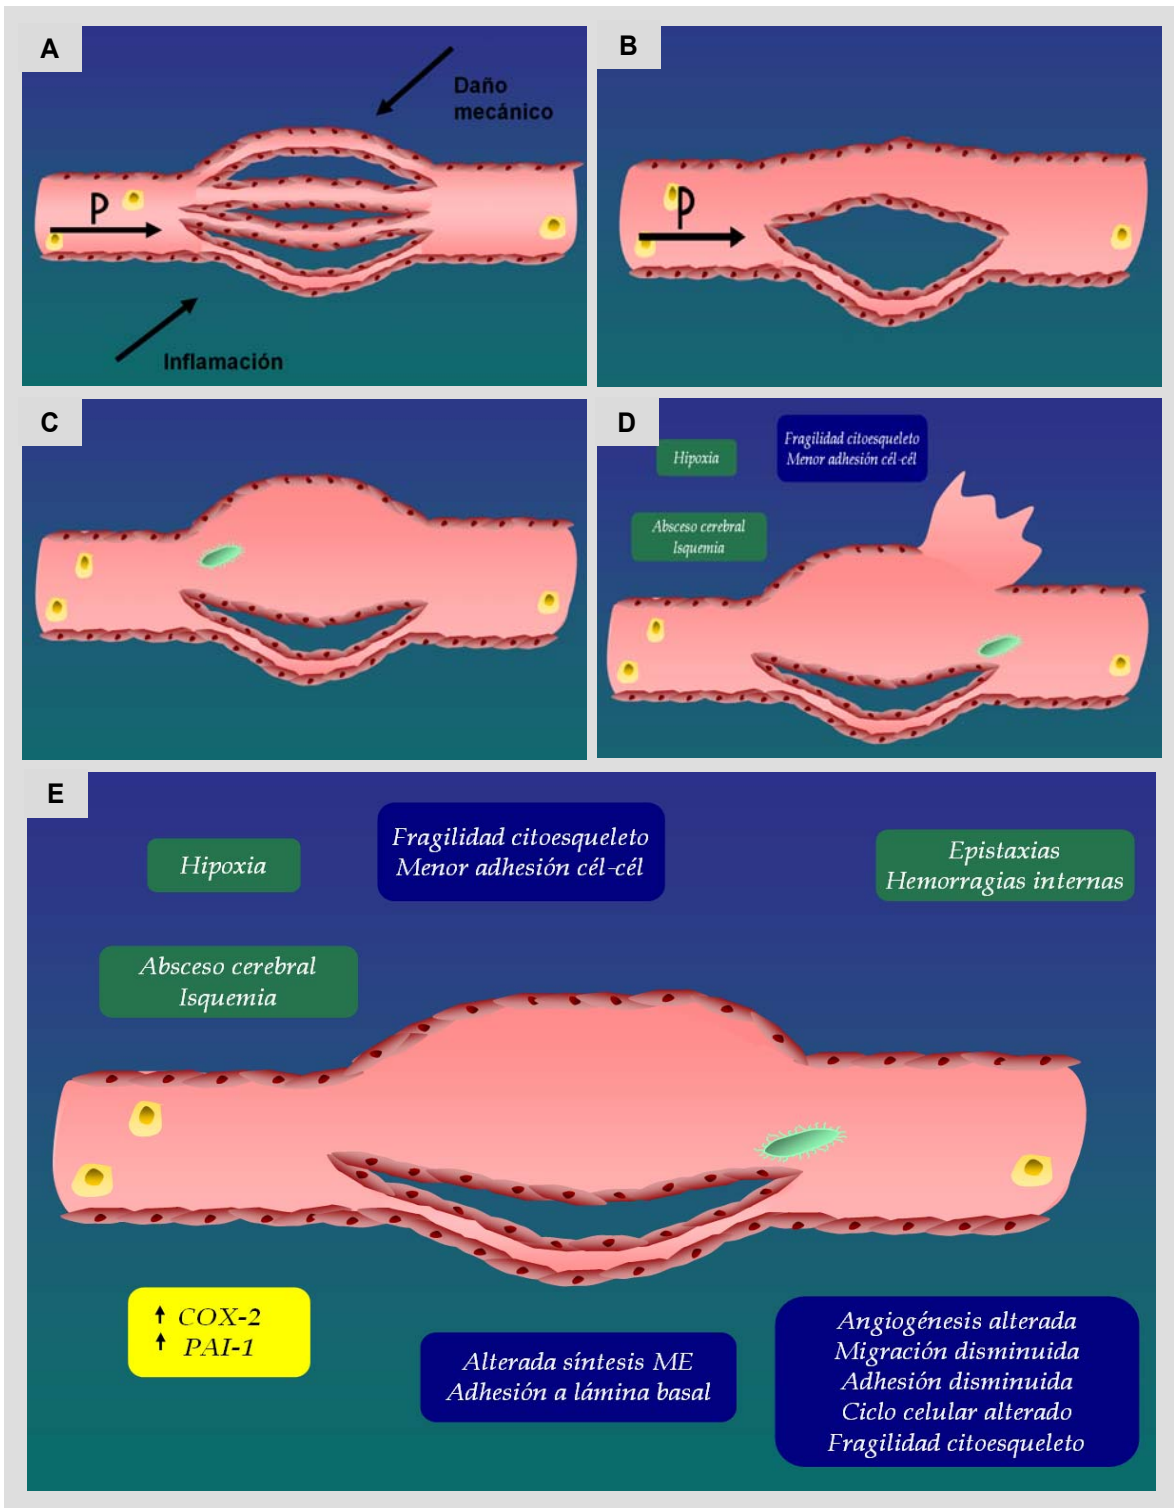 A
Daño
mecánico
P
Inflamación
B
P
C
D
Hipoxia
Fragilidad citoesqueleto
Menor adhesión cél-cél
Absceso cerebral
Isquemia
E
Hipoxia
Fragilidad citoesqueleto
Menor adhesión cél-cél
Epistaxias
Hemorragias internas
Absceso cerebral
Isquemia
↑ COX-2
↑ PAI-1
Alterada síntesis ME
Adhesión a lámina basal
Angiogénesis alterada
Migración disminuida
Adhesión disminuida
Ciclo celular alterado
Fragilidad citoesqueleto